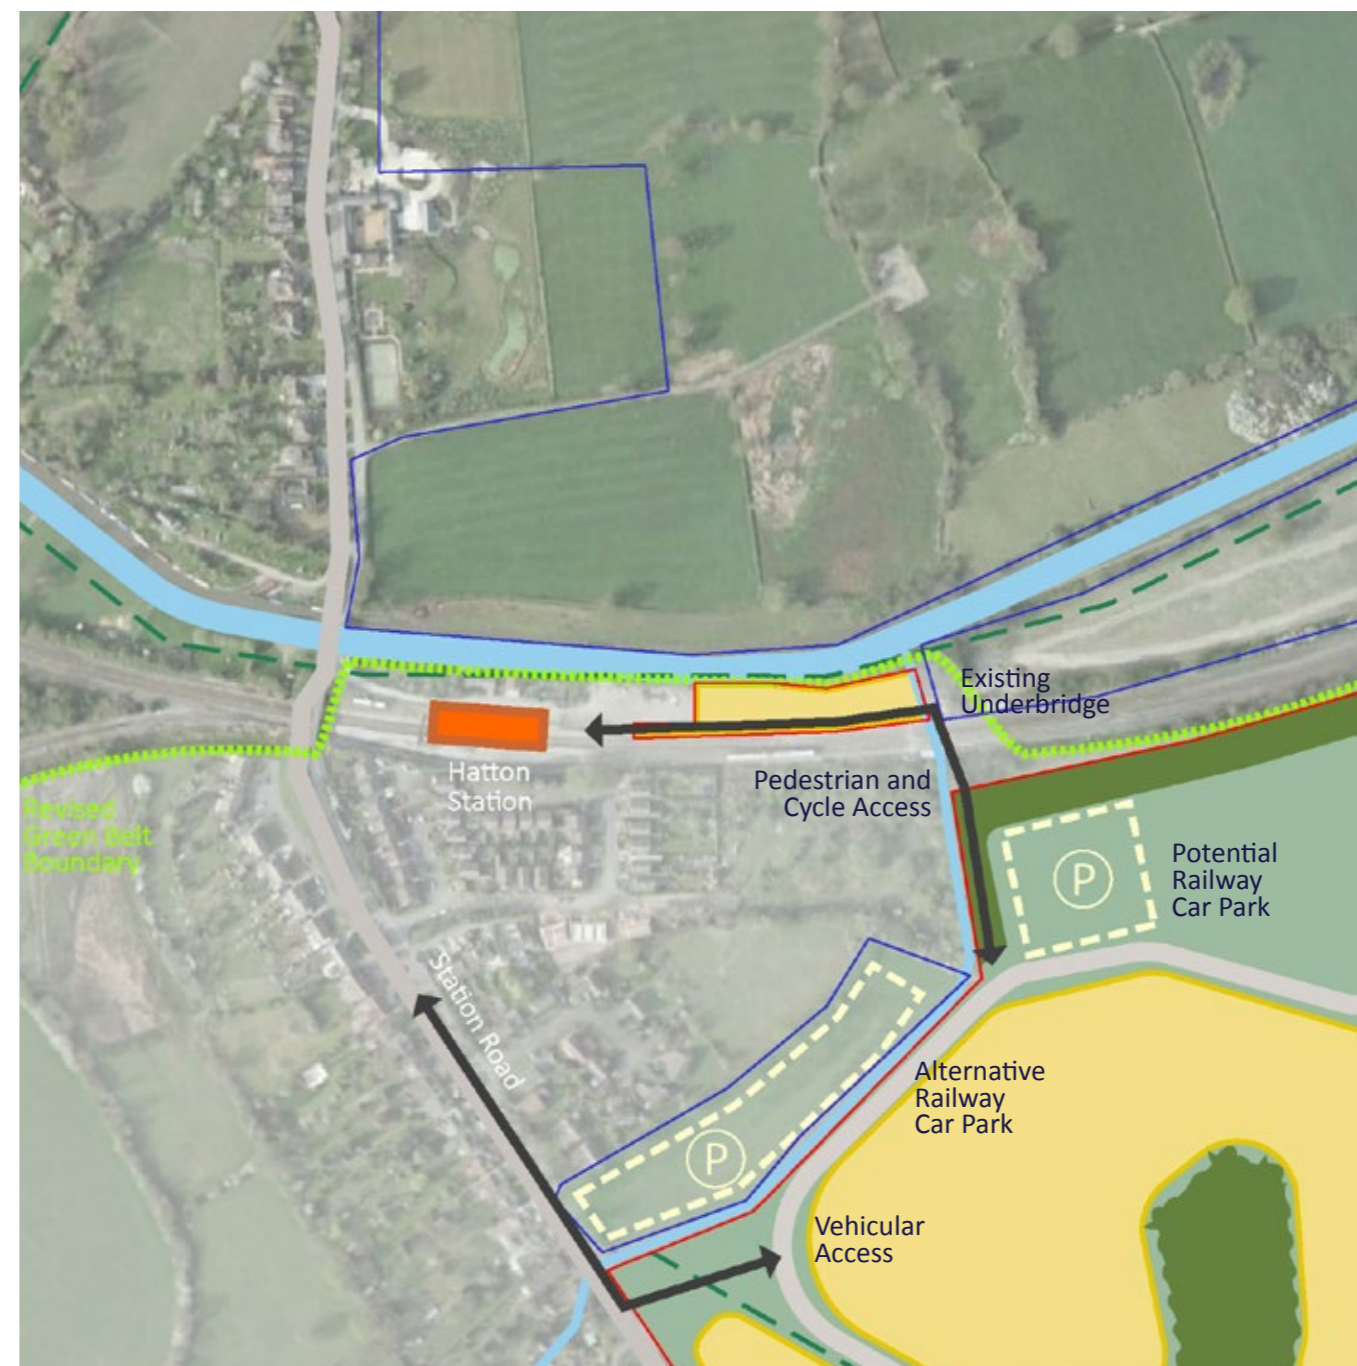 Existing
Underbridge
Hatton
Station
Pedestrian and
Cycle Access
Revised
Green Belt
Boundary
Potential
Railway
Car Park
P
Station Road
Alternative
Railway
Car Park
P
Vehicular
Access